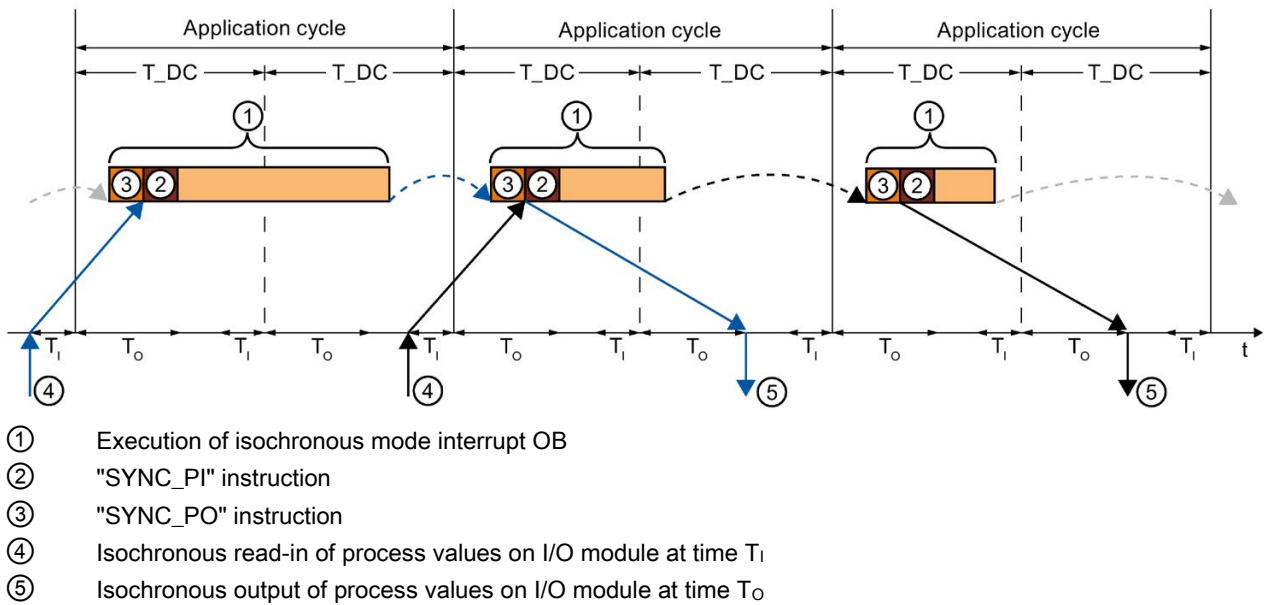 Application cycle Application cycle Application cycle
T_DC T_DC T_DC T_DC T_DC T_DC
① ① ①
③ ② ③ ② ③ ②
T_I T_O T_I T_O T_I T_O T_I T_O T_I T_O T_I T_O T_I t
④ ④ ⑤ ⑤
① Execution of isochronous mode interrupt OB
② "SYNC_PI" instruction
③ "SYNC_PO" instruction
④ Isochronous read-in of process values on I/O module at time T_I
⑤ Isochronous output of process values on I/O module at time T_O